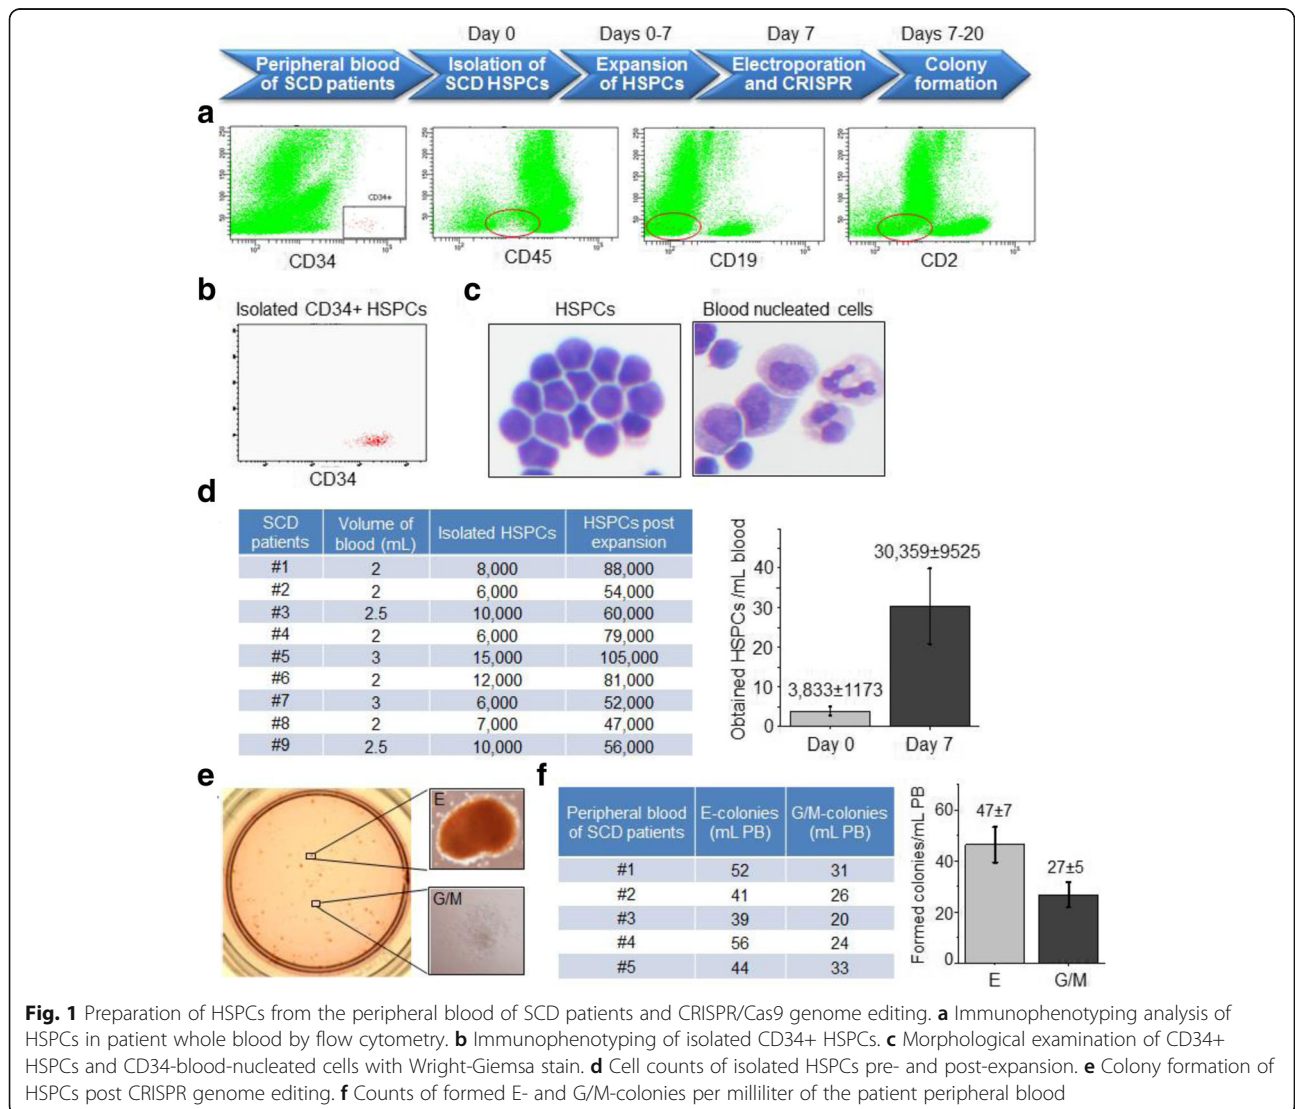 Day 0
Days 0-7
Day 7
Days 7-20
Peripheral blood
of SCD patients
Isolation of
SCD HSPCs
Expansion
of HSPCs
Electroporation
and CRISPR
Colony
formation
a
CD34+
CD34
CD45
CD19
CD2
b
Isolated CD34+ HSPCs
CD34
c
HSPCs
Blood nucleated cells
d
SCD patients | Volume of blood (mL) | Isolated HSPCs | HSPCs post expansion
#1 2 8,000 88,000
#2 2 6,000 54,000
#3 2.5 10,000 60,000
#4 2 6,000 79,000
#5 3 15,000 105,000
#6 2 12,000 81,000
#7 3 6,000 52,000
#8 2 7,000 47,000
#9 2.5 10,000 56,000
Obtained HSPCs /mL blood
40
30
20
10
0
3,833±1173
30,359±9525
Day 0
Day 7
e
E
G/M
f
Peripheral blood of SCD patients | E-colonies (mL PB) | G/M-colonies (mL PB)
#1 52 31
#2 41 26
#3 39 20
#4 56 24
#5 44 33
Formed colonies/mL PB
60
40
20
0
47±7
27±5
E
G/M
Fig. 1 Preparation of HSPCs from the peripheral blood of SCD patients and CRISPR/Cas9 genome editing. a Immunophenotyping analysis of
HSPCs in patient whole blood by flow cytometry. b Immunophenotyping of isolated CD34+ HSPCs. c Morphological examination of CD34+
HSPCs and CD34-blood-nucleated cells with Wright-Giemsa stain. d Cell counts of isolated HSPCs pre- and post-expansion. e Colony formation of
HSPCs post CRISPR genome editing. f Counts of formed E- and G/M-colonies per milliliter of the patient peripheral blood